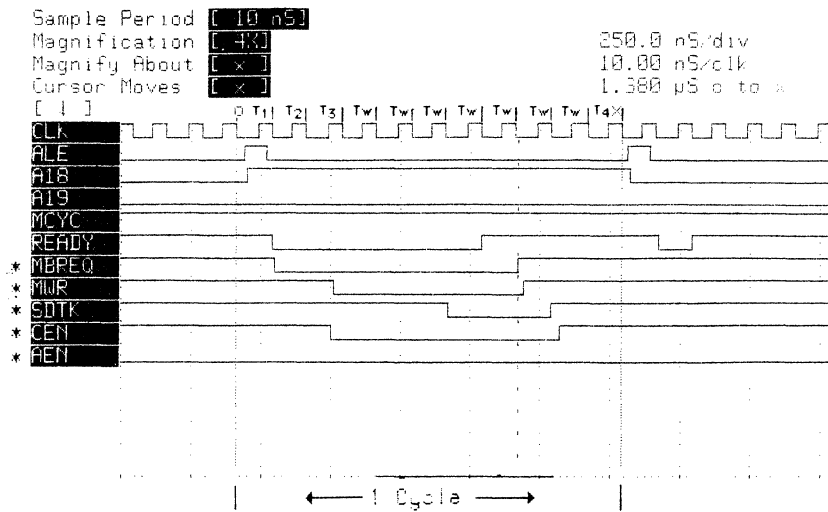 Sample Period [ 10 nS]
Magnification [ 4X]
Magnify About [ x ]
Cursor Moves [ x ]
250.0 nS/div
10.00 nS/clk
1.380 µS o to x
[ ↓ ]
o T1 T2 T3 Tw Tw Tw Tw Tw Tw Tw T4 x
CLK
ALE
A18
A19
MCYC
READY
* MBREQ
* MWR
* SDTK
* CEN
* AEN
1 Cycle